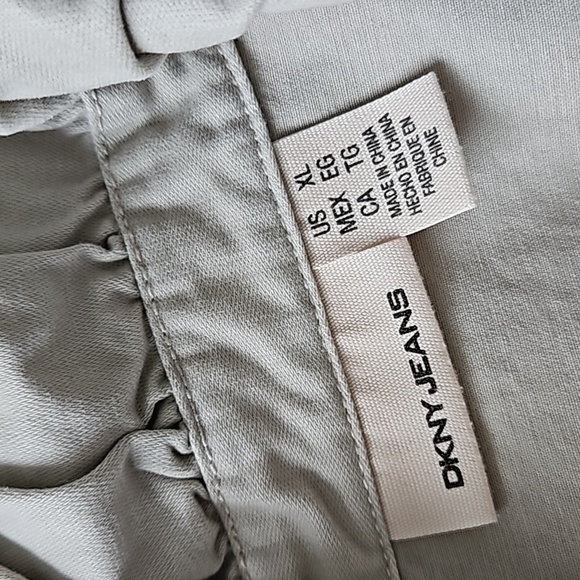 US XL
MEX EG
CA TG
MADE IN CHINA
HECHO EN CHINA
FABRIQUE EN
CHINE
DKNY JEANS